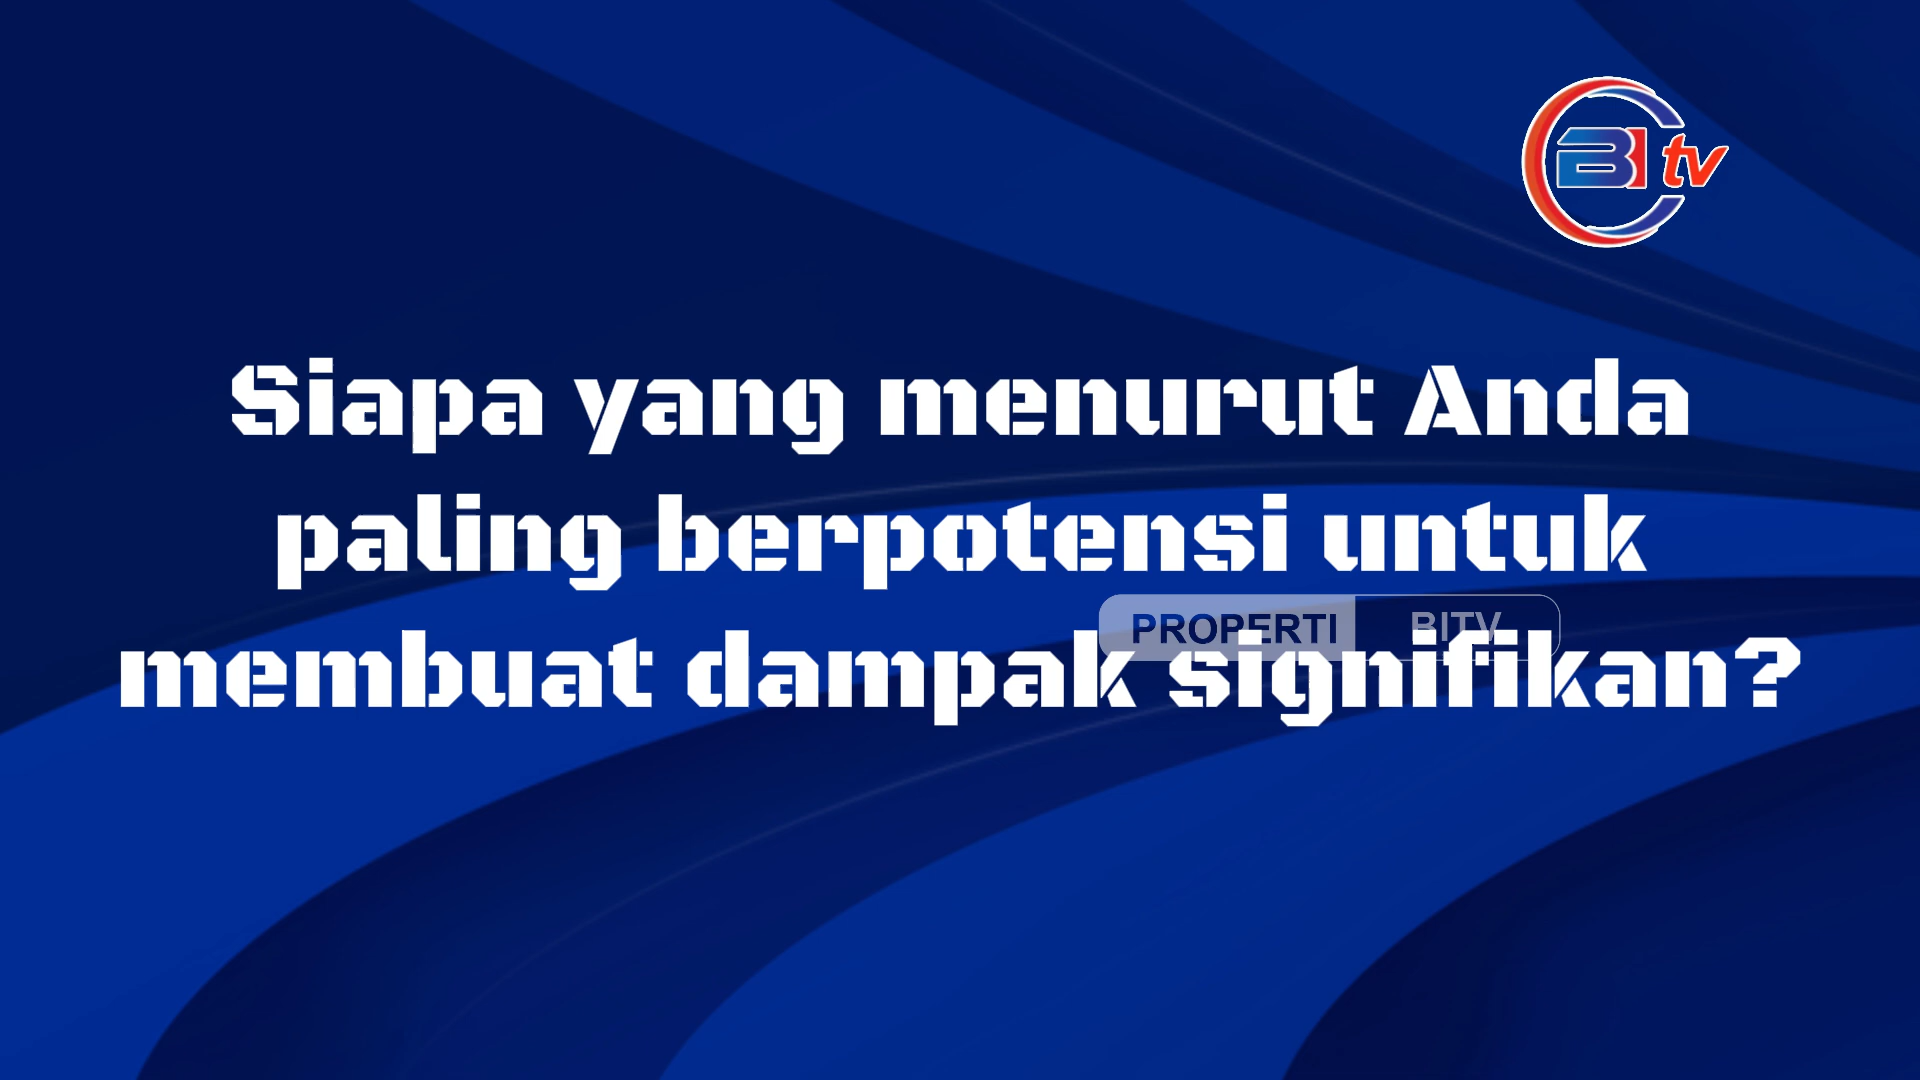 BI tv
Siapa yang menurut Anda
paling berpotensi untuk
PROPERTI BITV
membuat dampak signifikan?